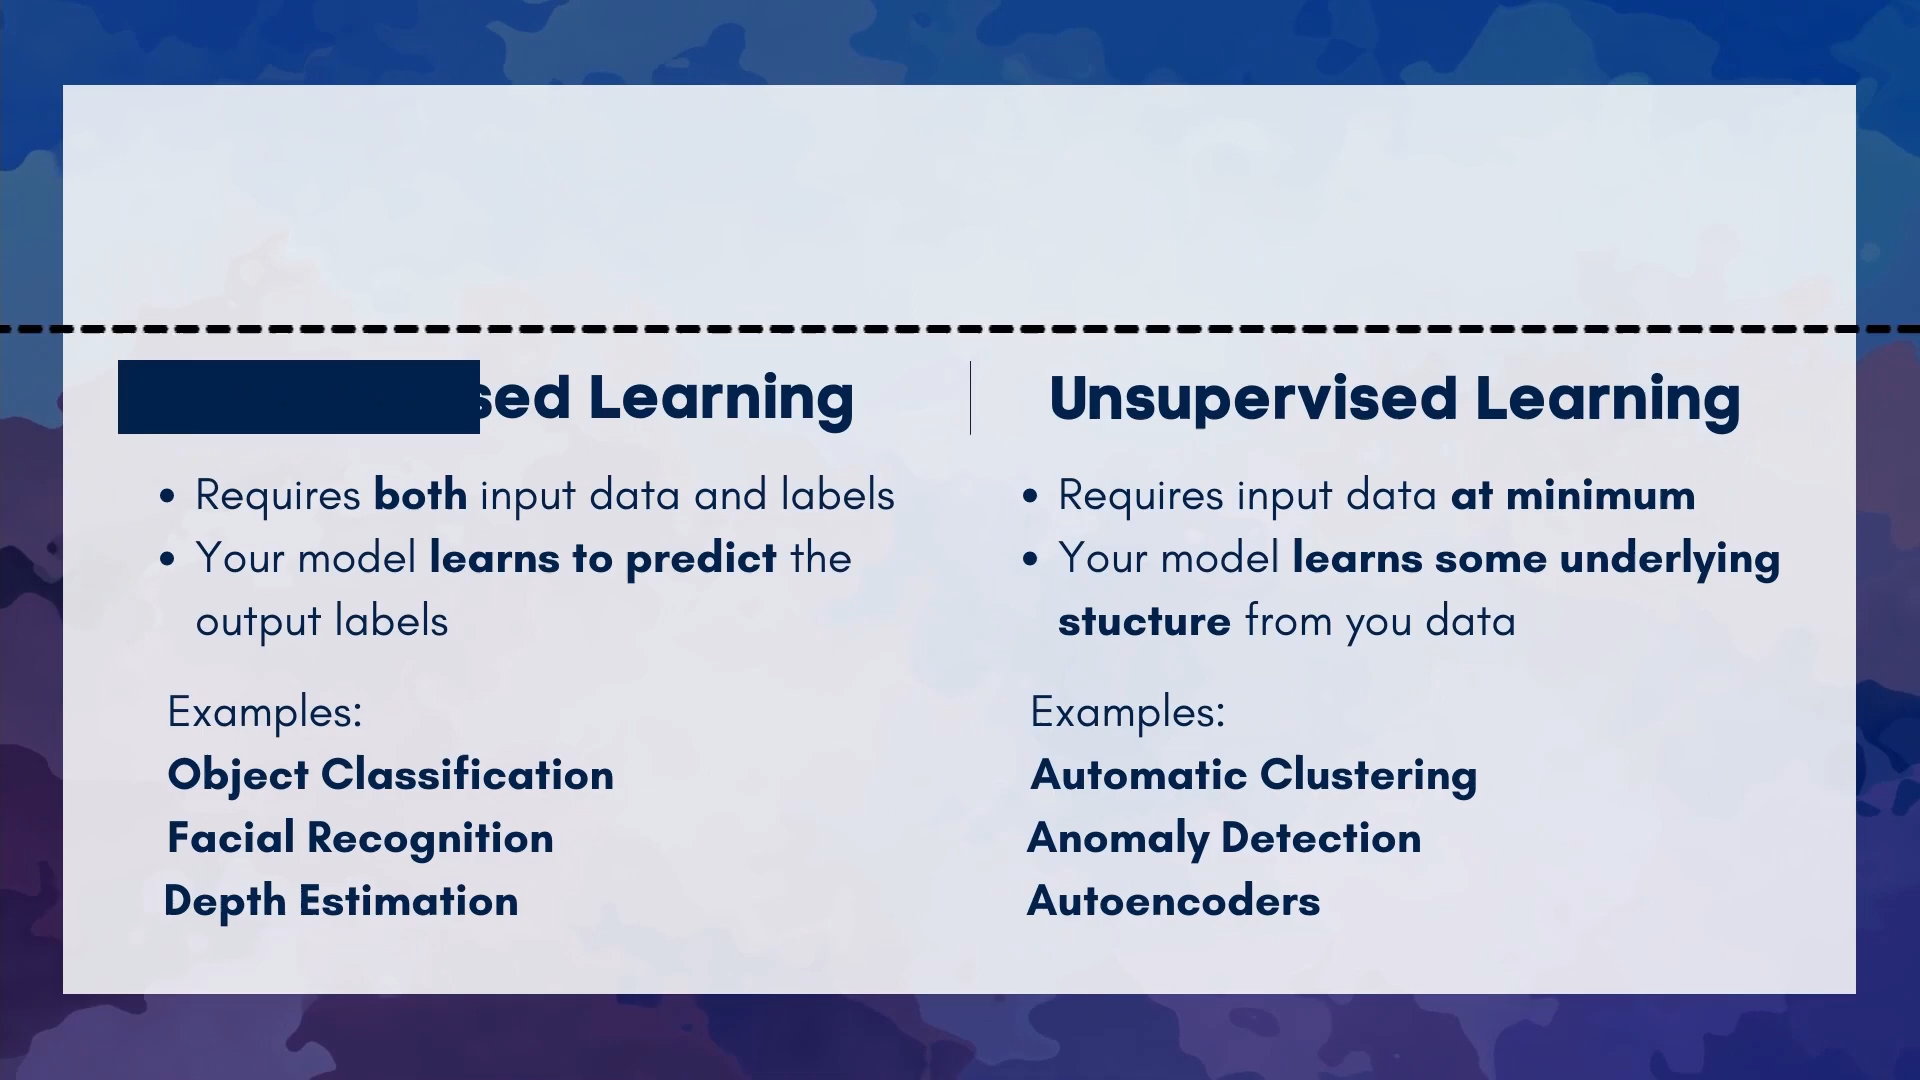 sed Learning
Requires both input data and labels
Your model learns to predict the
output labels
Examples:
Object Classification
Facial Recognition
Depth Estimation
Unsupervised Learning
Requires input data at minimum
Your model learns some underlying
stucture from you data
Examples:
Automatic Clustering
Anomaly Detection
Autoencoders